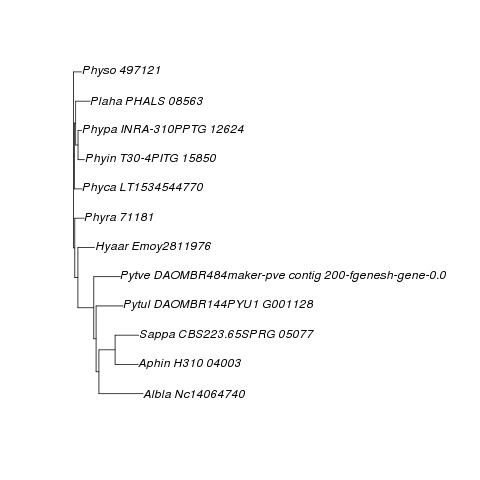 Physo 497121
Plaha PHALS 08563
Phypa INRA-310PPTG 12624
Phyin T30-4PITG 15850
Phyca LT1534544770
Phyra 71181
Hyaar Emoy2811976
Pytve DAOMBR484maker-pve contig 200-fgenesh-gene-0.0
Pytul DAOMBR144PYU1 G001128
Sappa CBS223.65SPRG 05077
Aphin H310 04003
Albla Nc14064740